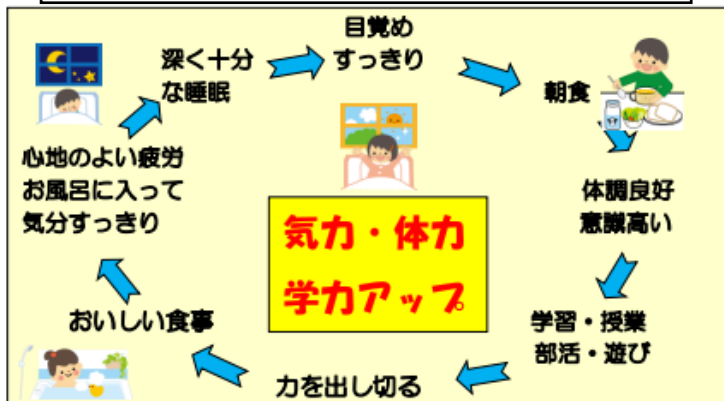 深く十分
な睡眠
目覚め
すっきり
朝食
体調良好
意識高い
学習・授業
部活・遊び
力を出し切る
おいしい食事
心地のよい疲労
お風呂に入って
気分すっきり
気力・体力
学力アップ